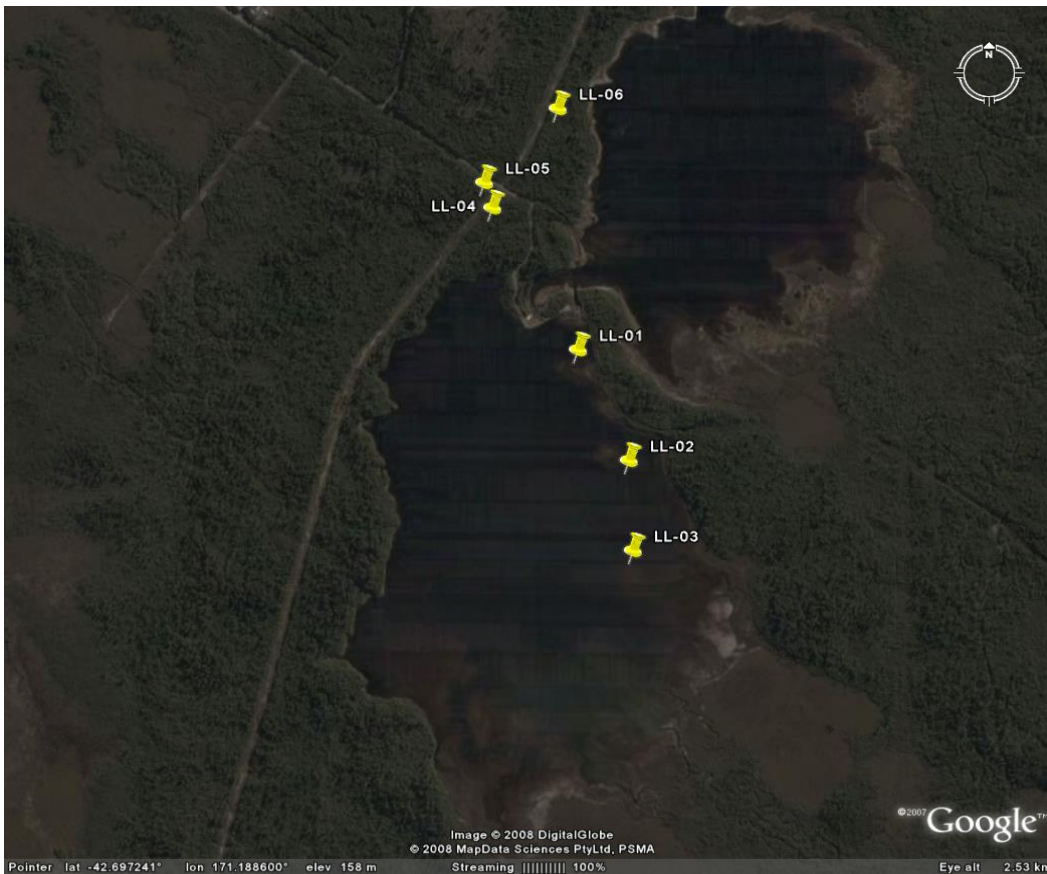 N
LL-06
LL-05
LL-04
LL-01
LL-02
LL-03
©2007 Google™
Image © 2008 DigitalGlobe
© 2008 MapData Sciences PtyLtd, PSMA
Pointer lat -42.697241° lon 171.188600° elev 158 m Streaming |||||||||| 100% Eye alt 2.53 km